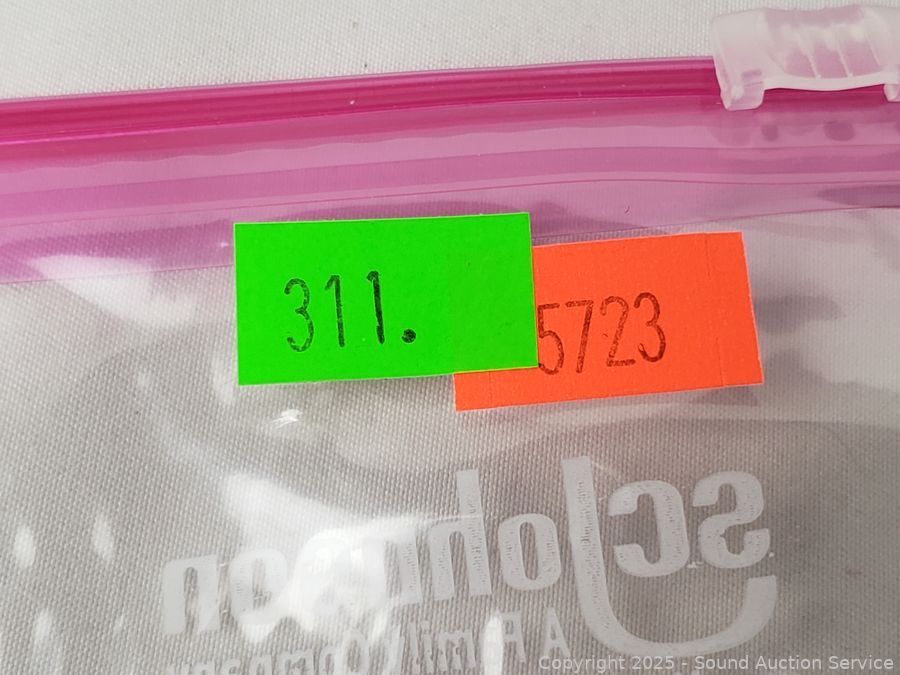 311.
5723
scJohnson
A Family Company
Copyright 2025 - Sound Auction Service